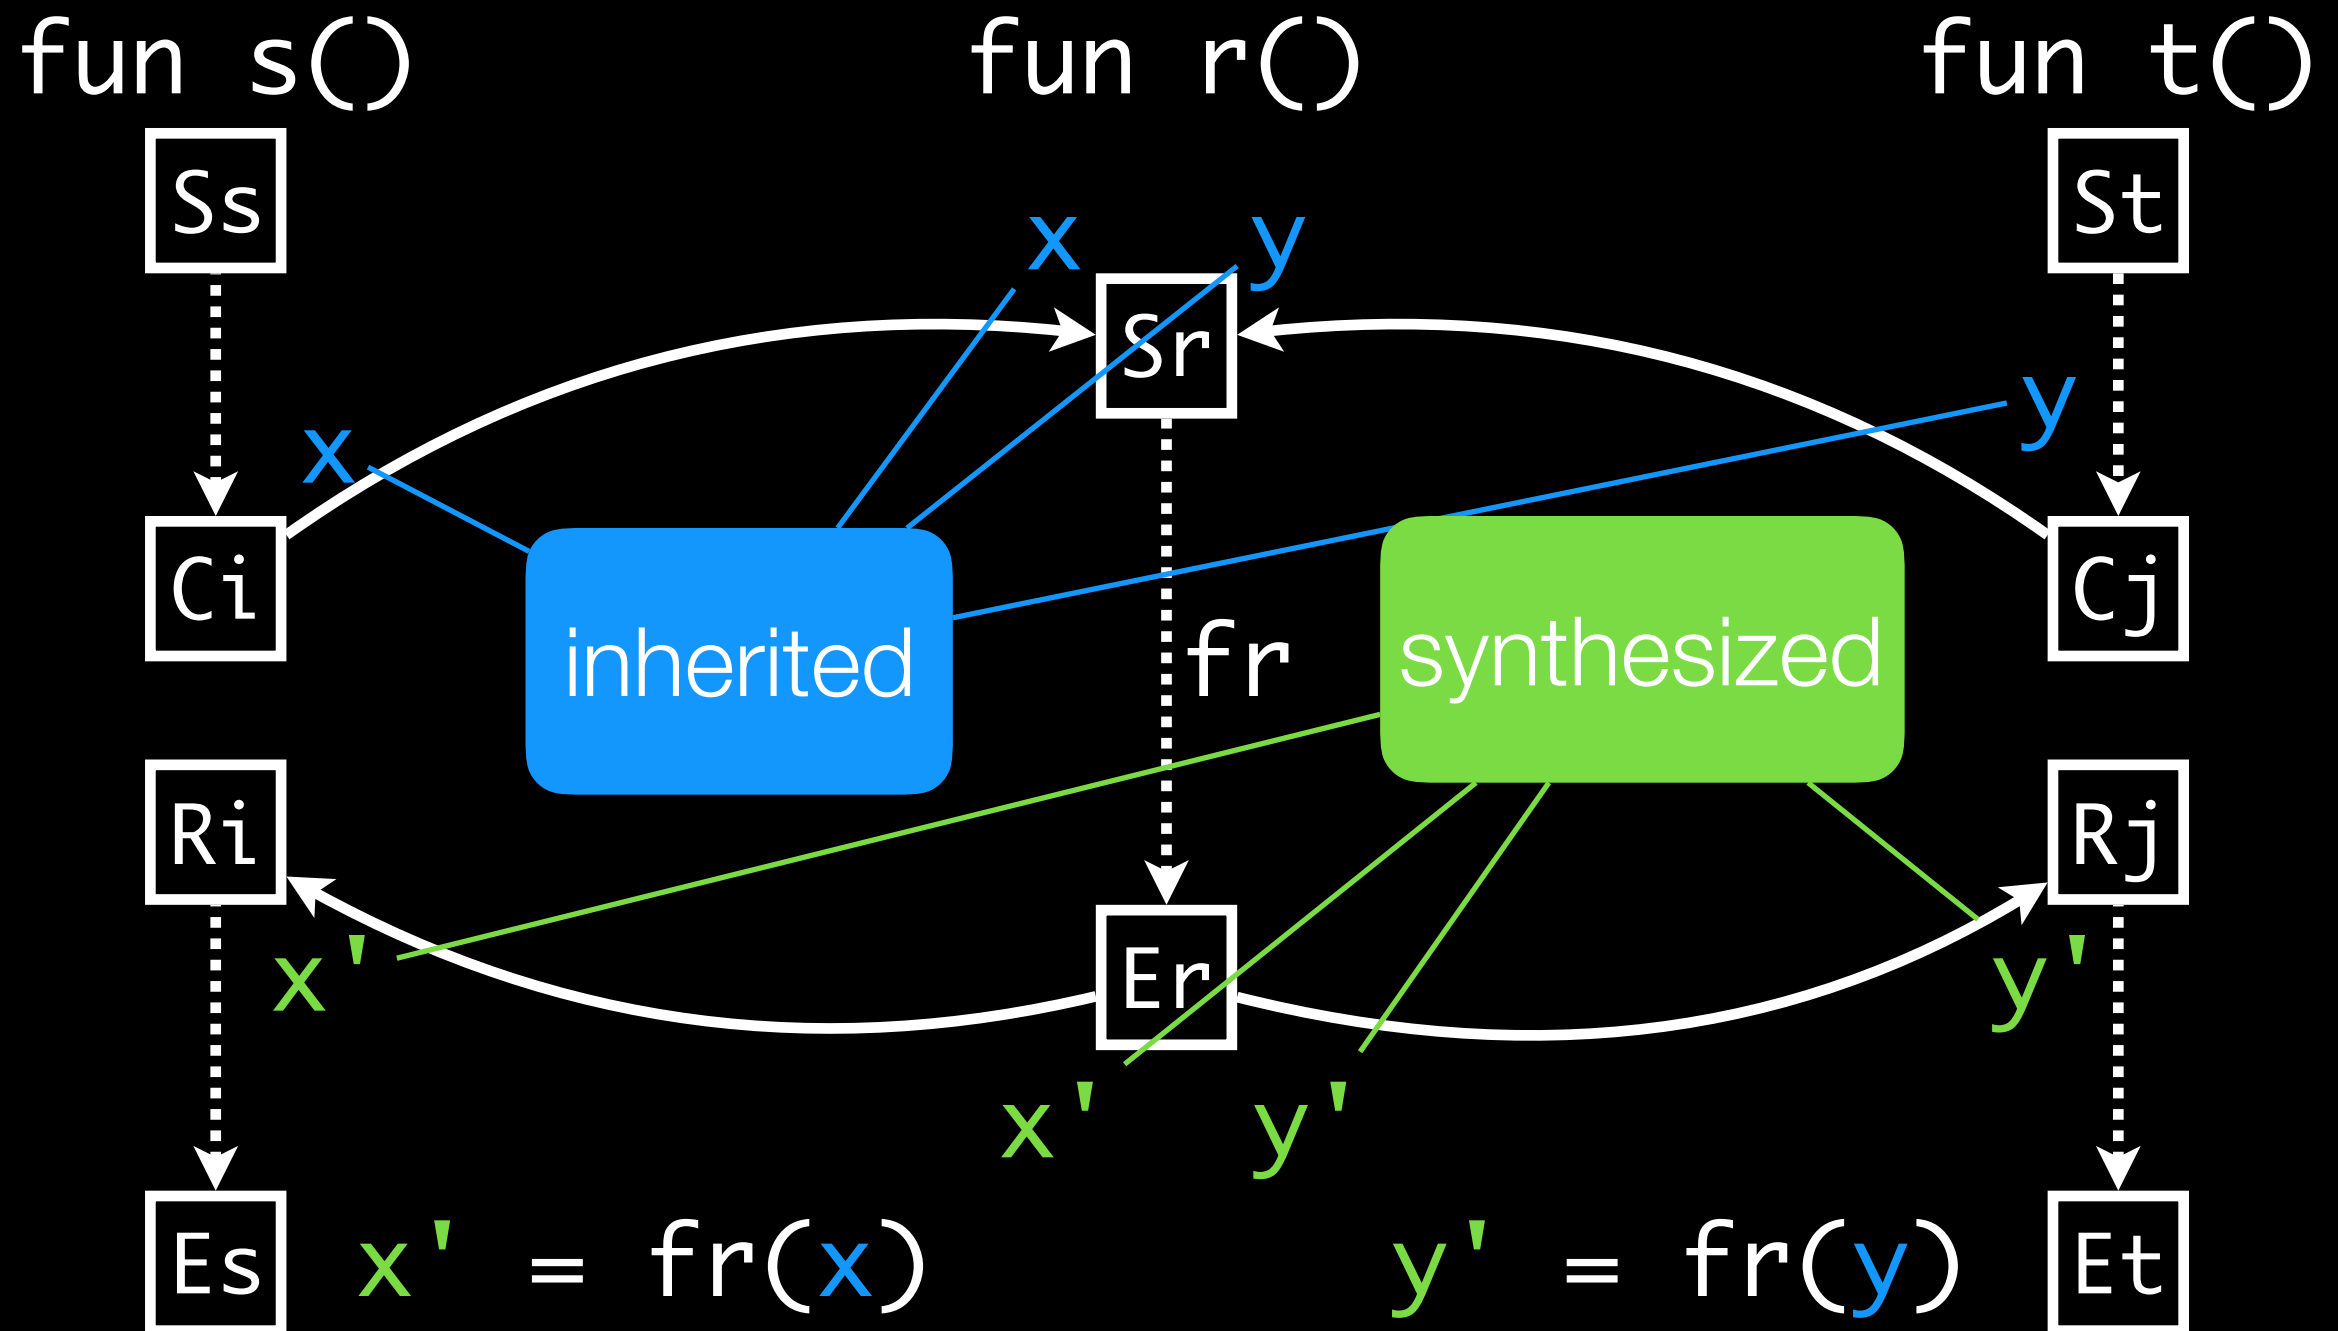 fun s() fun r() fun t()
Ss St
x y
Sr
y
x
Ci Cj
inherited fr synthesized
Ri Rj
x' Er y'
x' y'
Es x' = fr(x) y' = fr(y) Et